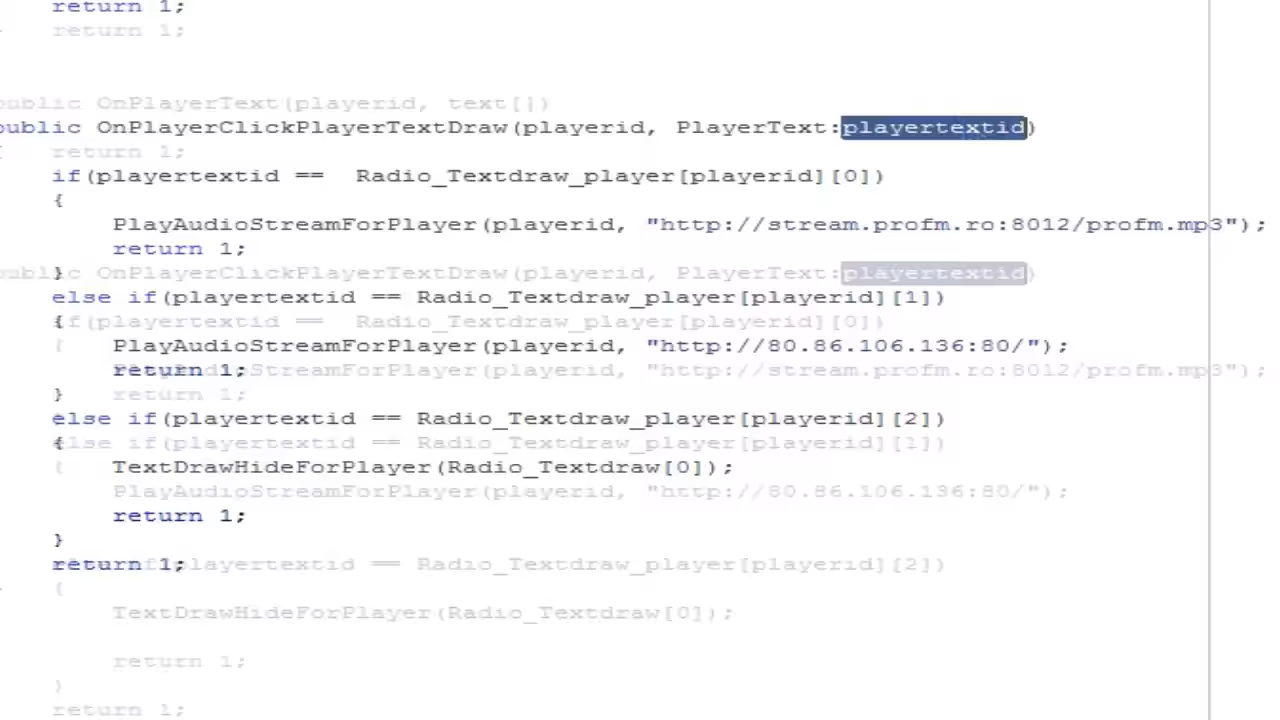 return 1;
return 1;
public OnPlayerText(playerid, text[])
public OnPlayerClickPlayerTextDraw(playerid, PlayerText:playertextid)
{ return 1;
if(playertextid == Radio_Textdraw_player[playerid][0])
{
PlayAudioStreamForPlayer(playerid, "http://stream.profm.ro:8012/profm.mp3");
return 1;
}
public OnPlayerClickPlayerTextDraw(playerid, PlayerText:playertextid)
else if(playertextid == Radio_Textdraw_player[playerid][1])
{
if(playertextid == Radio_Textdraw_player[playerid][0])
{
PlayAudioStreamForPlayer(playerid, "http://80.86.106.136:80/");
return 1;
PlayAudioStreamForPlayer(playerid, "http://stream.profm.ro:8012/profm.mp3");
} return 1;
else if(playertextid == Radio_Textdraw_player[playerid][2])
{
else if(playertextid == Radio_Textdraw_player[playerid][1])
{
TextDrawHideForPlayer(Radio_Textdraw[0]);
PlayAudioStreamForPlayer(playerid, "http://80.86.106.136:80/");
return 1;
}
return 1;
else if(playertextid == Radio_Textdraw_player[playerid][2])
{
TextDrawHideForPlayer(Radio_Textdraw[0]);
return 1;
}
return 1;